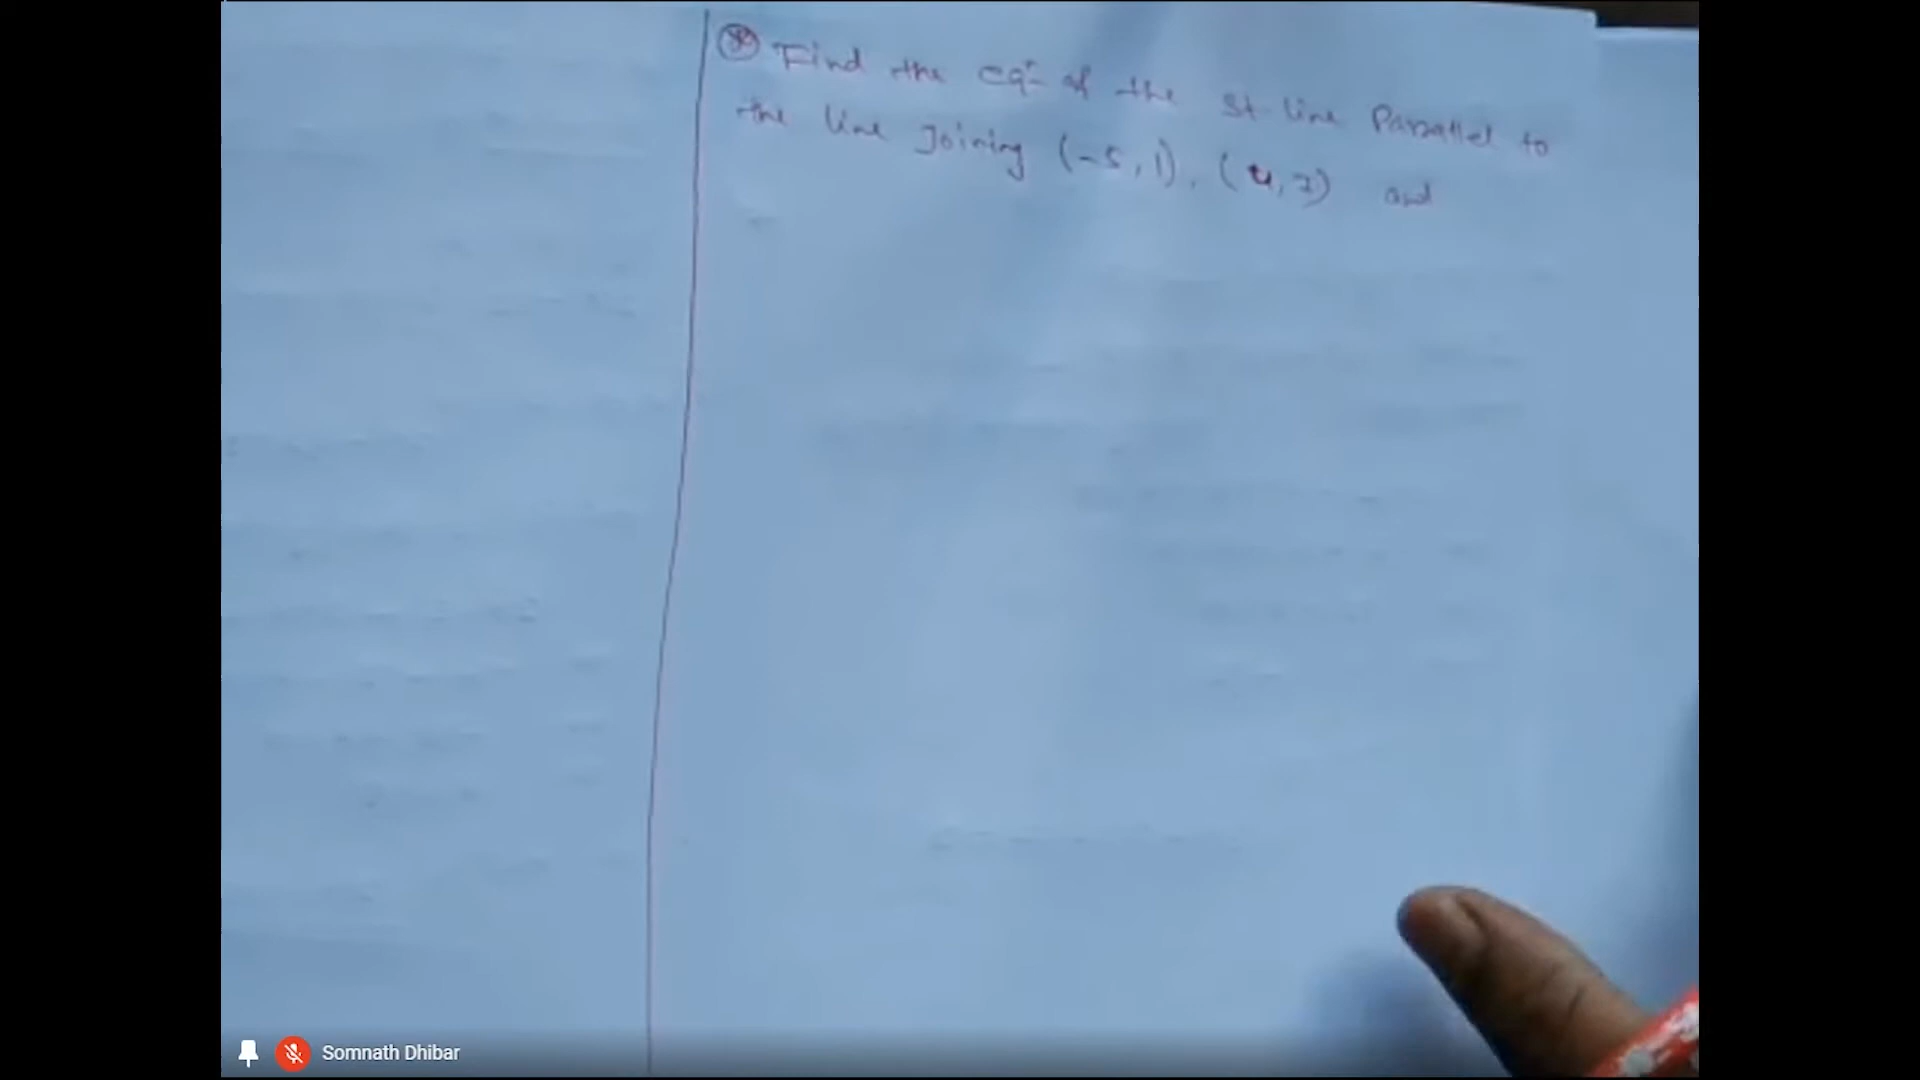 ⊛ Find the eqn of the st. line Parallel to
the line joining (-5, 1), (4, 7) and
Somnath Dhibar